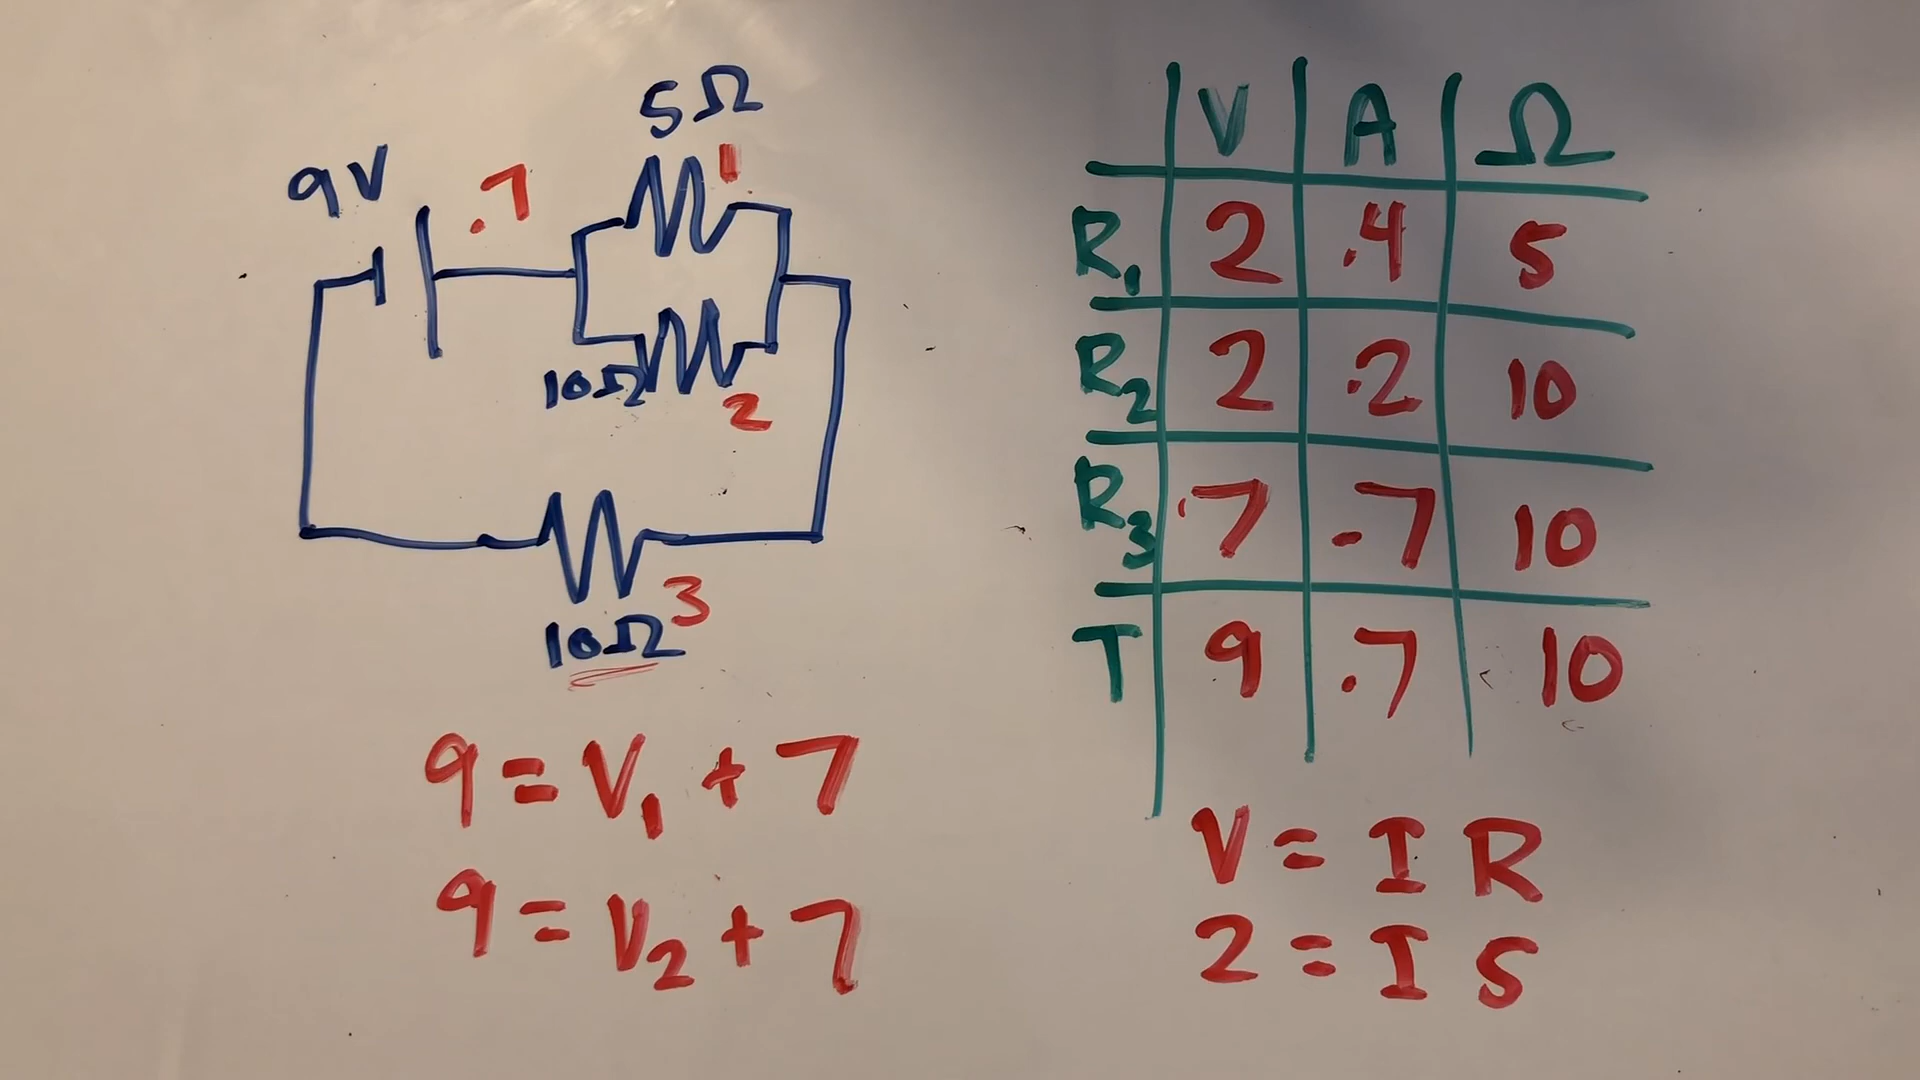 5Ω
9V .7 1
10Ω 2
10Ω 3
9 = V₁ + 7
9 = V₂ + 7
V A Ω
R₁ 2 .4 5
R₂ 2 .2 10
R₃ 7 .7 10
T 9 .7 10
V = I R
2 = I 5